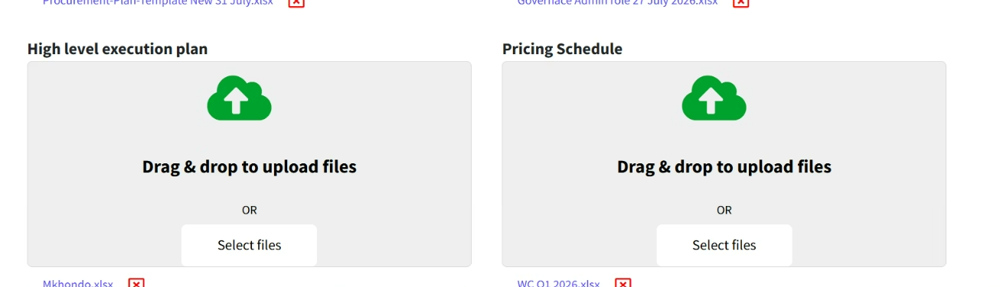 Procurement-Plan-Template New 31 July.xlsx
Governace Admin role 27 July 2026.xlsx
High level execution plan
Pricing Schedule
Drag & drop to upload files
Drag & drop to upload files
OR
OR
Select files
Select files
Mkhondo.xlsx
WC Q1 2026.xlsx